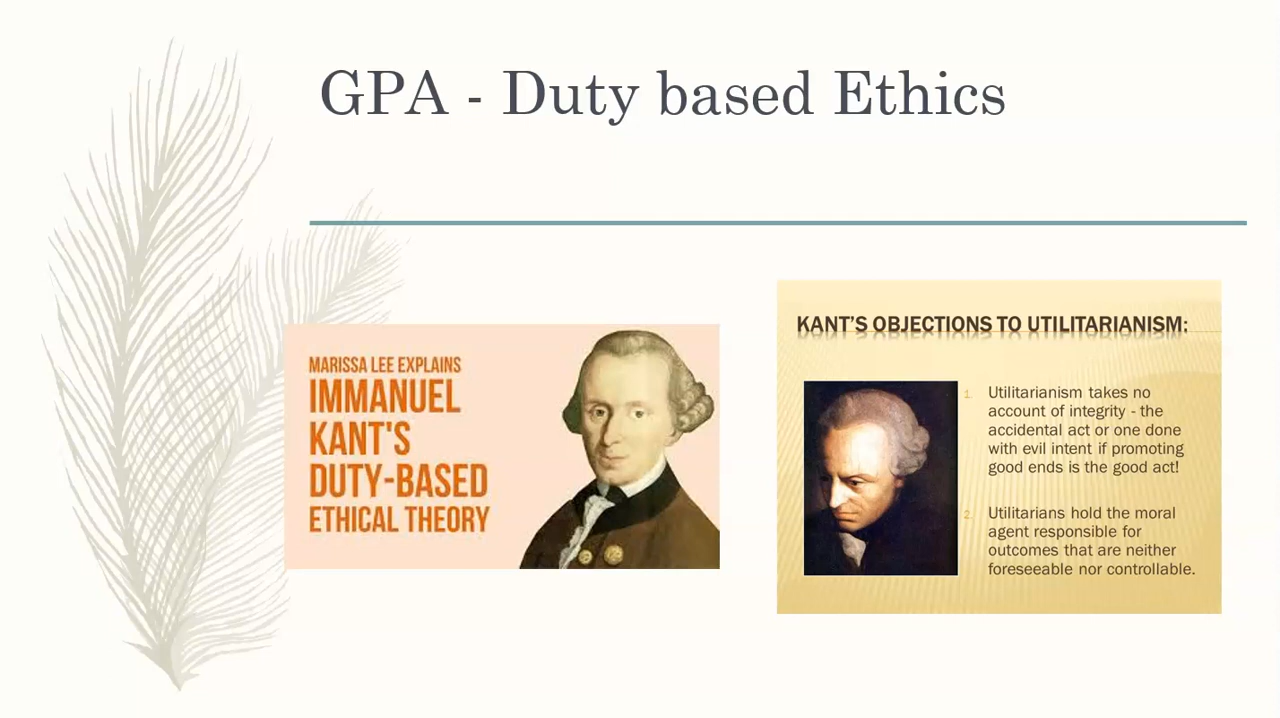 GPA - Duty based Ethics
MARISSA LEE EXPLAINS
IMMANUEL
KANT'S
DUTY-BASED
ETHICAL THEORY
KANT'S OBJECTIONS TO UTILITARIANISM:
1. Utilitarianism takes no
account of integrity - the
accidental act or one done
with evil intent if promoting
good ends is the good act!
2. Utilitarians hold the moral
agent responsible for
outcomes that are neither
foreseeable nor controllable.